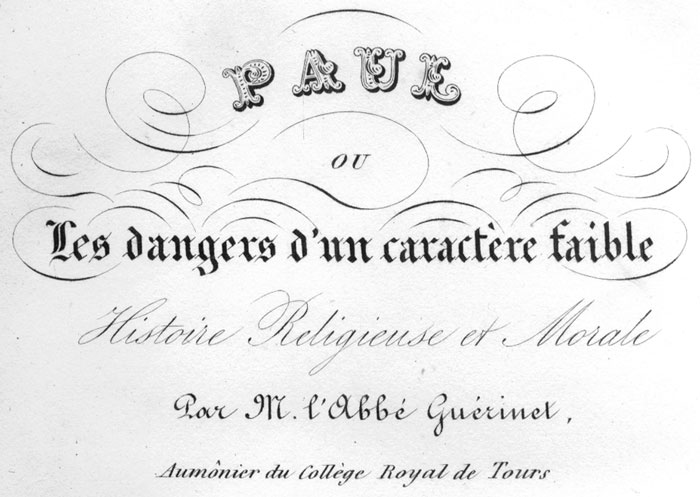 PAUL
OU
Les dangers d'un caractère faible
Histoire Religieuse et Morale
Par M. l'Abbé Guérinet,
Aumônier du Collège Royal de Tours